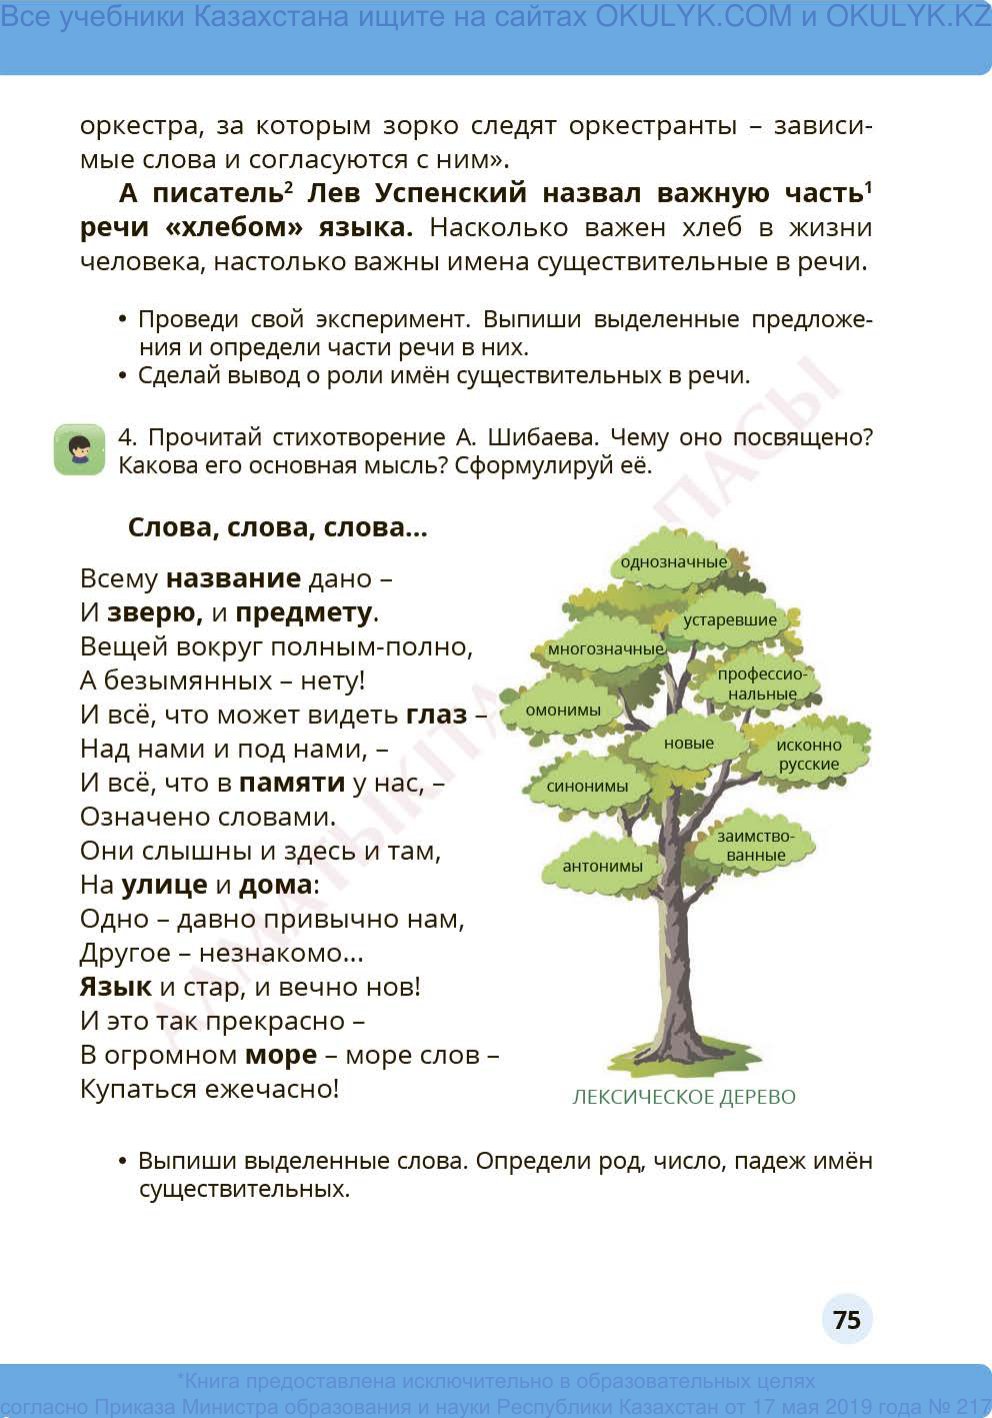 Все учебники Казахстана ищите на сайтах OKULYK.COM и OKULYK.KZ
оркестра, за которым зорко следят оркестранты – зависи-
мые слова и согласуются с ним».
А писатель² Лев Успенский назвал важную часть¹
речи «хлебом» языка. Насколько важен хлеб в жизни
человека, настолько важны имена существительные в речи.
• Проведи свой эксперимент. Выпиши выделенные предложе-
ния и определи части речи в них.
• Сделай вывод о роли имён существительных в речи.
4. Прочитай стихотворение А. Шибаева. Чему оно посвящено?
Какова его основная мысль? Сформулируй её.
Слова, слова, слова...
Всему название дано –
И зверю, и предмету.
Вещей вокруг полным-полно,
А безымянных – нету!
И всё, что может видеть глаз –
Над нами и под нами, –
И всё, что в памяти у нас, –
Означено словами.
Они слышны и здесь и там,
На улице и дома:
Одно – давно привычно нам,
Другое – незнакомо...
Язык и стар, и вечно нов!
И это так прекрасно –
В огромном море – море слов –
Купаться ежечасно!
однозначные
устаревшие
многозначные
профессио-
нальные
омонимы
новые
исконно
русские
синонимы
заимство-
ванные
антонимы
ЛЕКСИЧЕСКОЕ ДЕРЕВО
• Выпиши выделенные слова. Определи род, число, падеж имён
существительных.
75
*Книга предоставлена исключительно в образовательных целях
согласно Приказа Министра образования и науки Республики Казахстан от 17 мая 2019 года № 217
АЛМАТЫКІТАП БАСПАСЫ